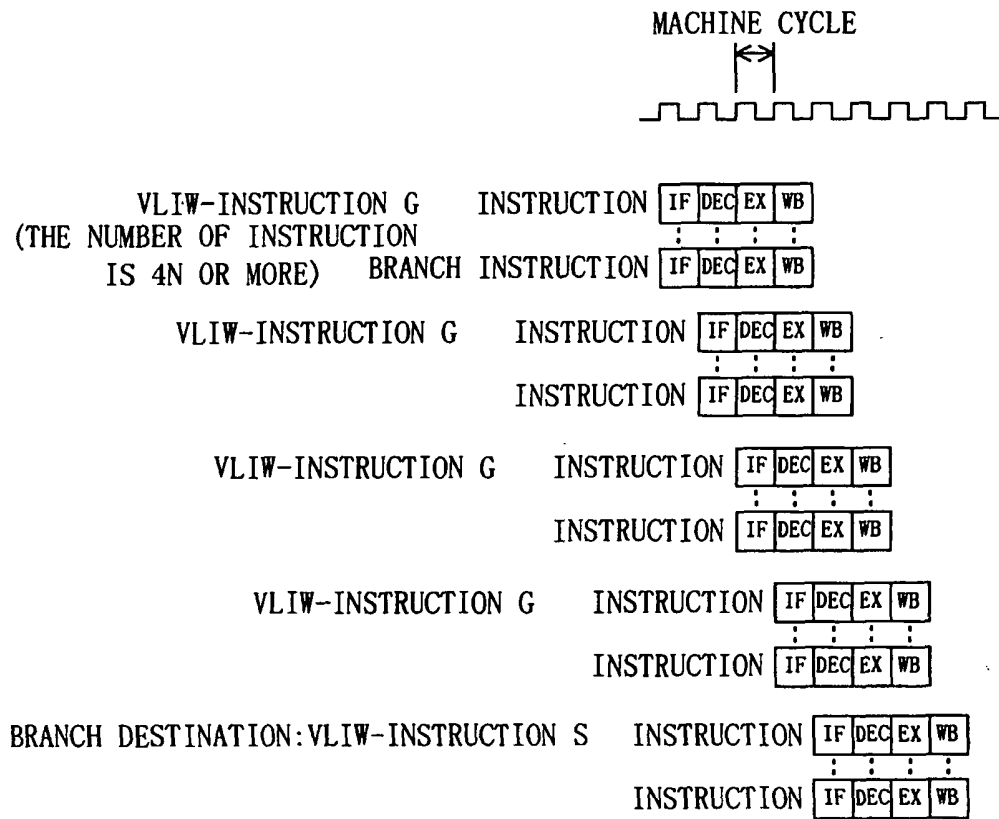 MACHINE CYCLE
VLIW-INSTRUCTION G INSTRUCTION IF DEC EX WB
(THE NUMBER OF INSTRUCTION
IS 4N OR MORE) BRANCH INSTRUCTION IF DEC EX WB
VLIW-INSTRUCTION G INSTRUCTION IF DEC EX WB
INSTRUCTION IF DEC EX WB
VLIW-INSTRUCTION G INSTRUCTION IF DEC EX WB
INSTRUCTION IF DEC EX WB
VLIW-INSTRUCTION G INSTRUCTION IF DEC EX WB
INSTRUCTION IF DEC EX WB
BRANCH DESTINATION:VLIW-INSTRUCTION S INSTRUCTION IF DEC EX WB
INSTRUCTION IF DEC EX WB